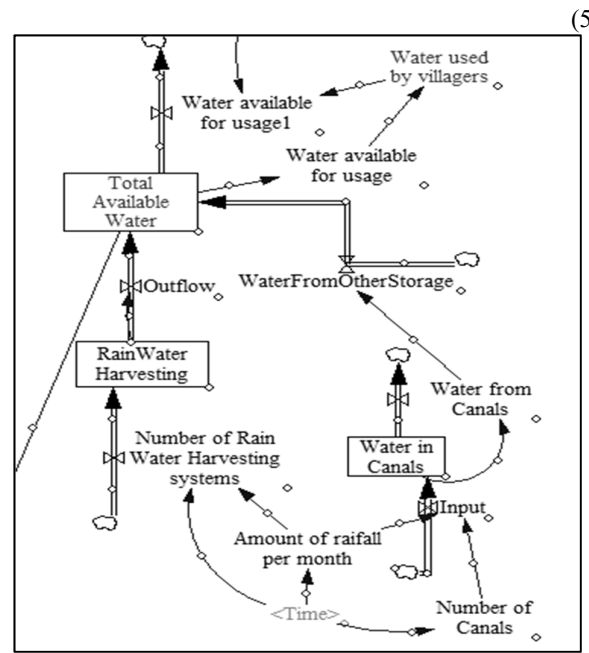 (5
Water used
by villagers
Water available
for usage1
Water available
for usage
Total
Available
Water
Outflow
WaterFromOtherStorage
RainWater
Harvesting
Water from
Canals
Number of Rain
Water Harvesting
systems
Water in
Canals
Input
Amount of raifall
per month
<Time>
Number of
Canals